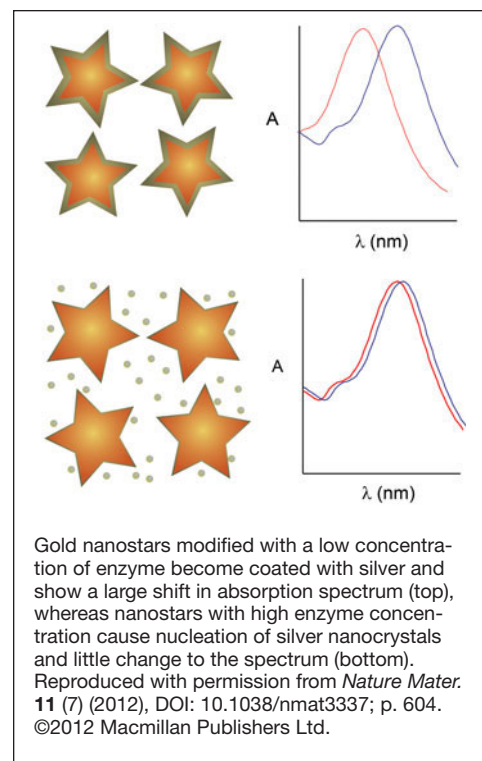 A
λ (nm)
A
λ (nm)
Gold nanostars modified with a low concentra-
tion of enzyme become coated with silver and
show a large shift in absorption spectrum (top),
whereas nanostars with high enzyme concen-
tration cause nucleation of silver nanocrystals
and little change to the spectrum (bottom).
Reproduced with permission from Nature Mater.
11 (7) (2012), DOI: 10.1038/nmat3337; p. 604.
©2012 Macmillan Publishers Ltd.